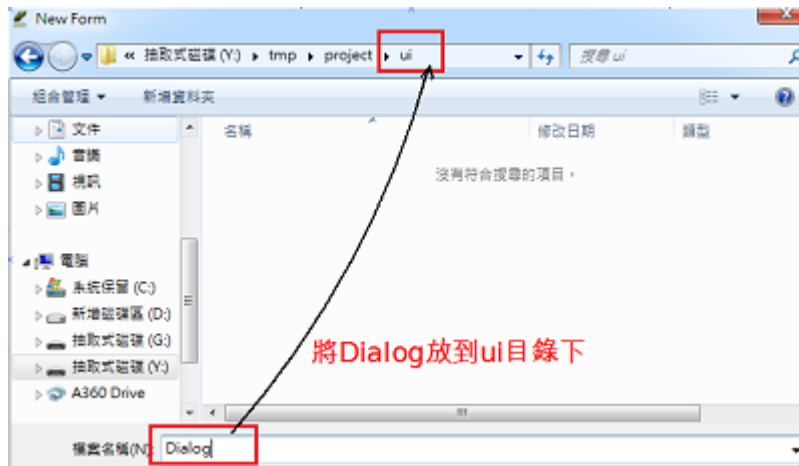 New Form
« 抽取式磁碟 (Y:) ▸ tmp ▸ project ▸ ui
搜尋 ui
組合管理 ▾ 新增資料夾
名稱 修改日期 類型
沒有符合搜尋的項目。
文件
音樂
視訊
圖片
電腦
系統保留 (C:)
新增磁碟區 (D:)
抽取式磁碟 (G:)
抽取式磁碟 (Y:)
A360 Drive
將Dialog放到ui目錄下
檔案名稱(N): Dialog